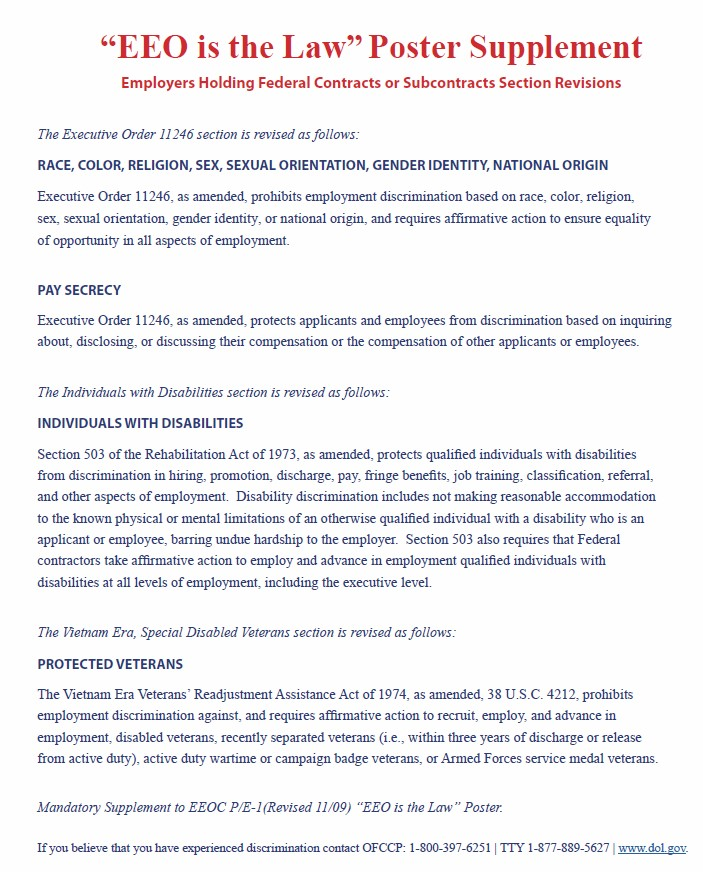 “EEO is the Law” Poster Supplement
Employers Holding Federal Contracts or Subcontracts Section Revisions
The Executive Order 11246 section is revised as follows:
RACE, COLOR, RELIGION, SEX, SEXUAL ORIENTATION, GENDER IDENTITY, NATIONAL ORIGIN
Executive Order 11246, as amended, prohibits employment discrimination based on race, color, religion,
sex, sexual orientation, gender identity, or national origin, and requires affirmative action to ensure equality
of opportunity in all aspects of employment.
PAY SECRECY
Executive Order 11246, as amended, protects applicants and employees from discrimination based on inquiring
about, disclosing, or discussing their compensation or the compensation of other applicants or employees.
The Individuals with Disabilities section is revised as follows:
INDIVIDUALS WITH DISABILITIES
Section 503 of the Rehabilitation Act of 1973, as amended, protects qualified individuals with disabilities
from discrimination in hiring, promotion, discharge, pay, fringe benefits, job training, classification, referral,
and other aspects of employment.  Disability discrimination includes not making reasonable accommodation
to the known physical or mental limitations of an otherwise qualified individual with a disability who is an
applicant or employee, barring undue hardship to the employer.  Section 503 also requires that Federal
contractors take affirmative action to employ and advance in employment qualified individuals with
disabilities at all levels of employment, including the executive level.
The Vietnam Era, Special Disabled Veterans section is revised as follows:
PROTECTED VETERANS
The Vietnam Era Veterans’ Readjustment Assistance Act of 1974, as amended, 38 U.S.C. 4212, prohibits
employment discrimination against, and requires affirmative action to recruit, employ, and advance in
employment, disabled veterans, recently separated veterans (i.e., within three years of discharge or release
from active duty), active duty wartime or campaign badge veterans, or Armed Forces service medal veterans.
Mandatory Supplement to EEOC P/E-1(Revised 11/09) “EEO is the Law” Poster.
If you believe that you have experienced discrimination contact OFCCP: 1-800-397-6251 | TTY 1-877-889-5627 | www.dol.gov.